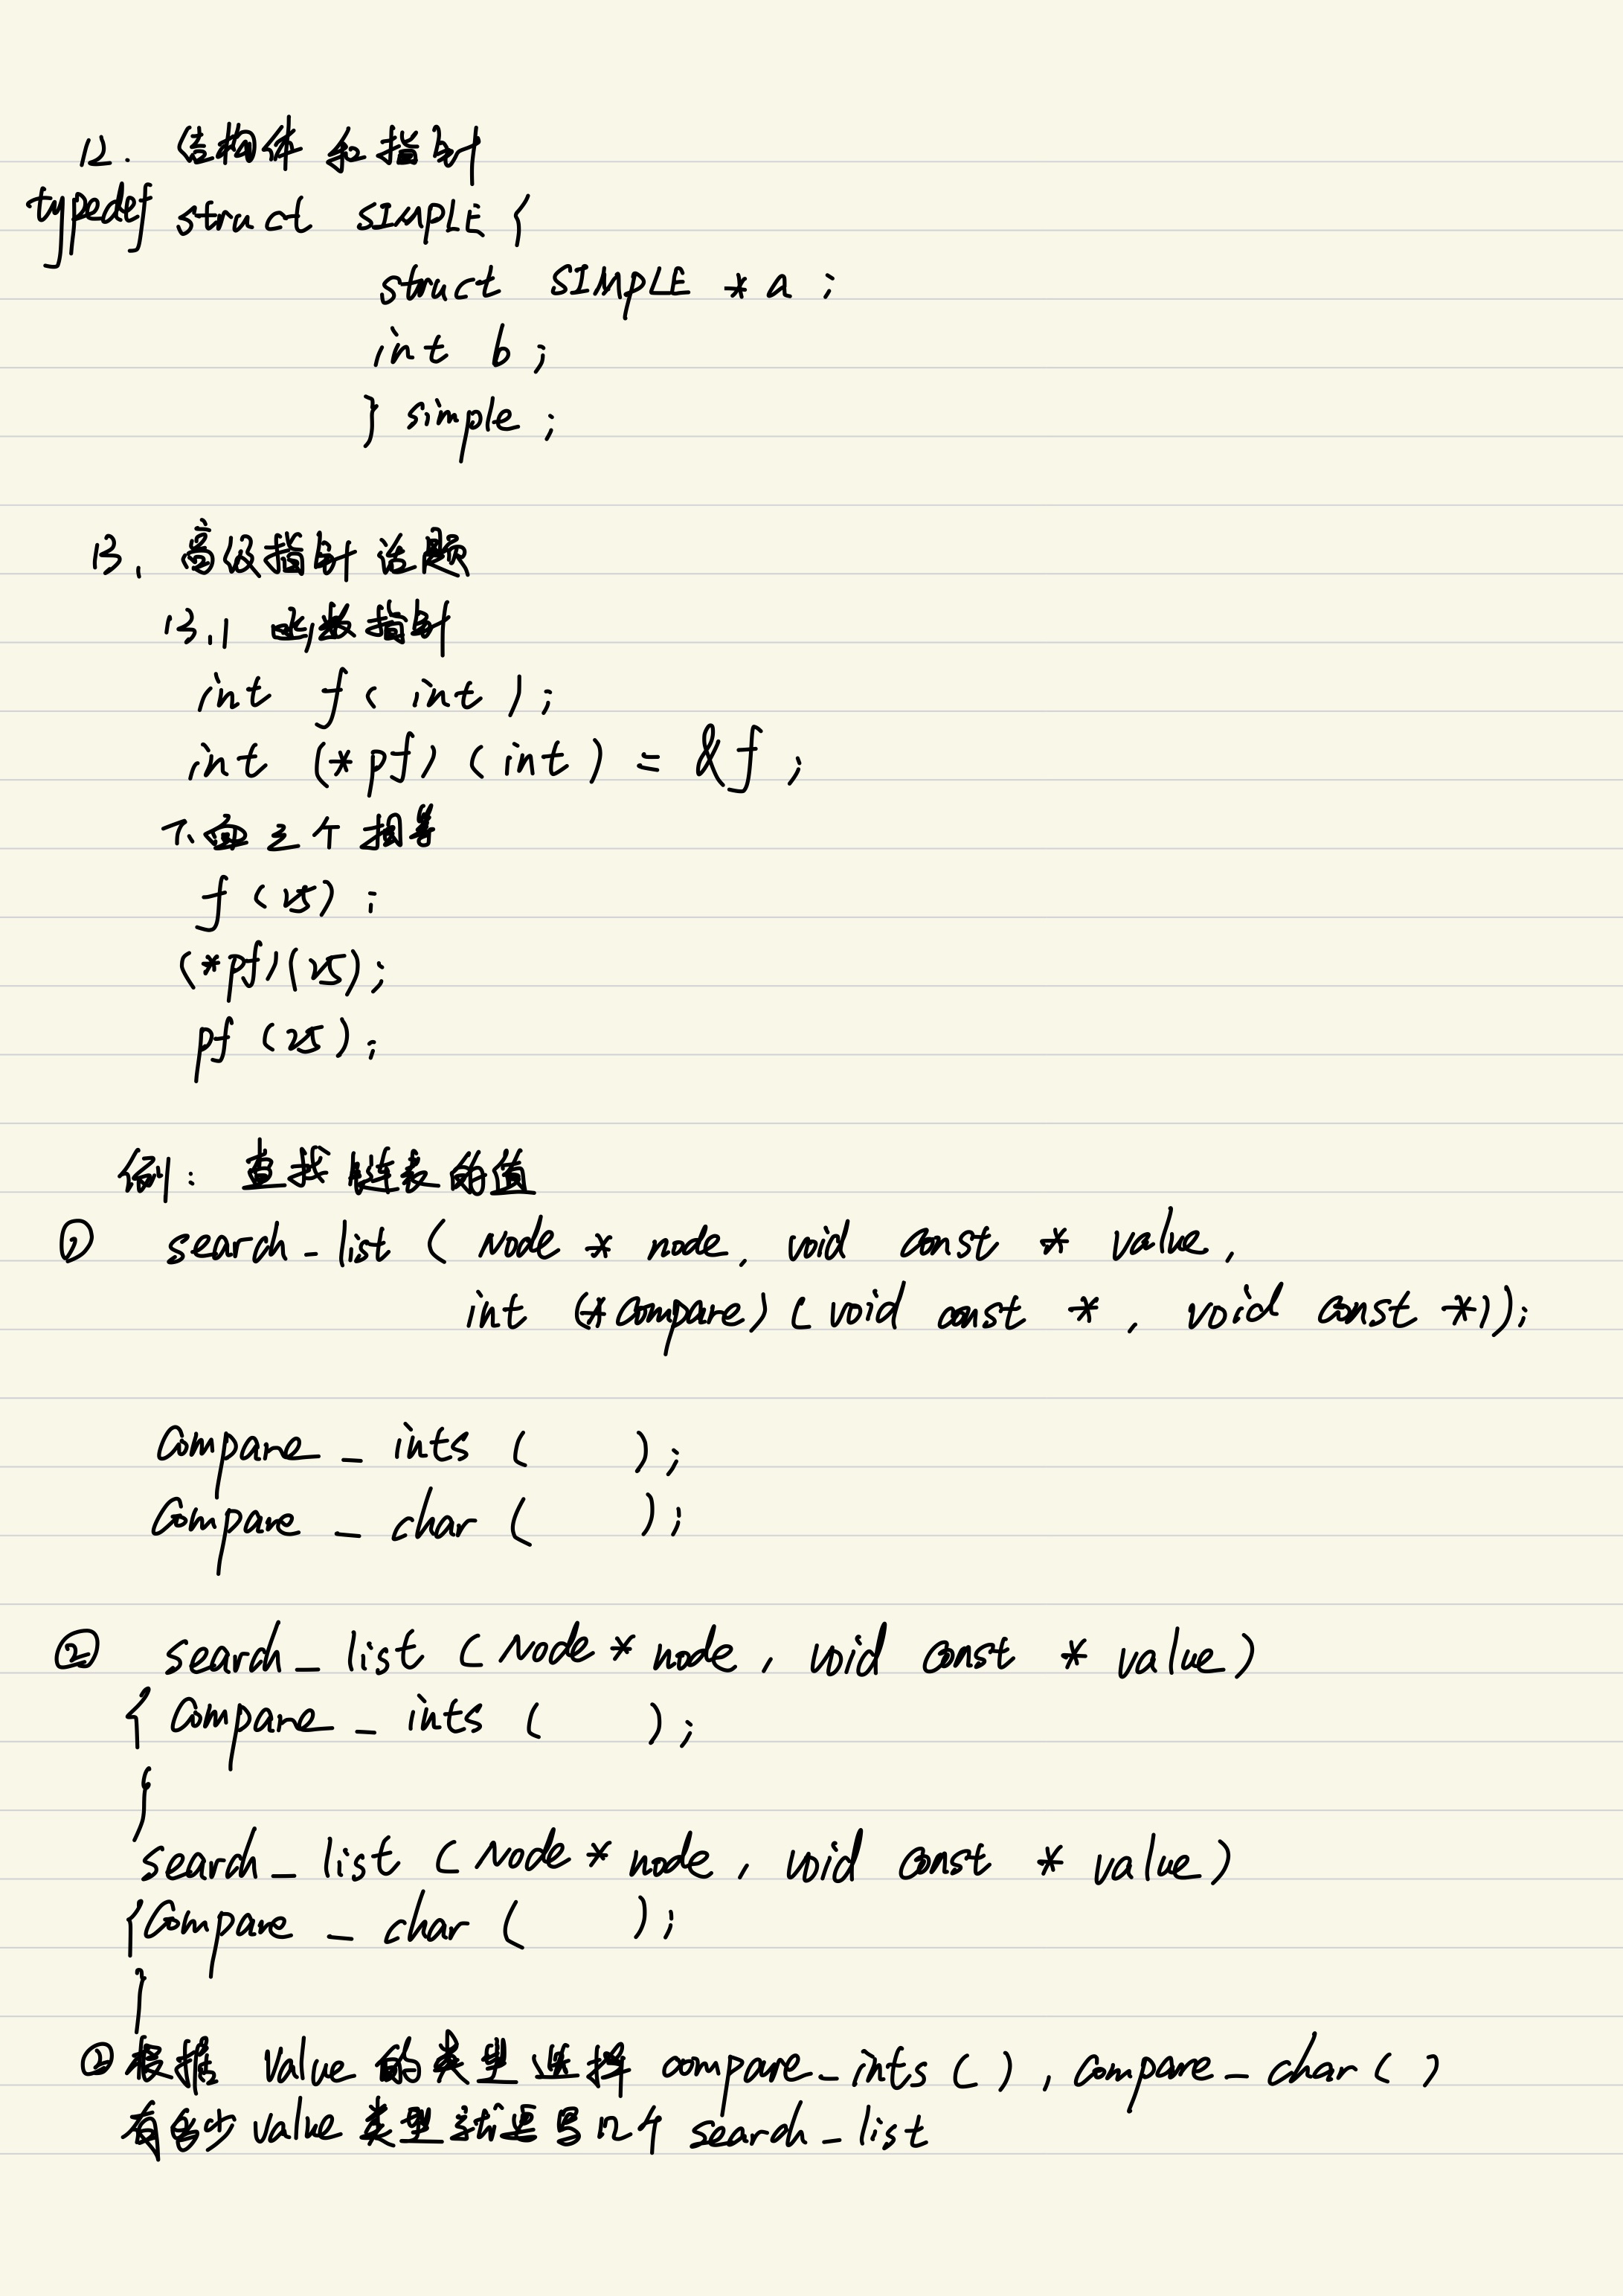 12. 结构体和指针
typedef struct SIMPLE {
struct SIMPLE * a ;
int b ;
} simple ;
13. 高级指针话题
13.1 函数指针
int f( int ) ;
int (*pf) (int) = &f ;
下面三个相等
f (25) ;
(*pf)(25);
pf (25) ;
例: 查找链表的值
① search_list ( Node * node, void const * value,
int (*compare) (void const *, void const *));
Compare_ints ( );
Compare_char ( );
② search_list (Node * node, void const * value)
{ Compare_ints ( );
}
search_list (Node * node, void const * value)
{Compare_char ( );
}
②根据 value 的类型选择 compare_ints ( ), compare_char ( )
有多少 value 类型就要写几个 search_list